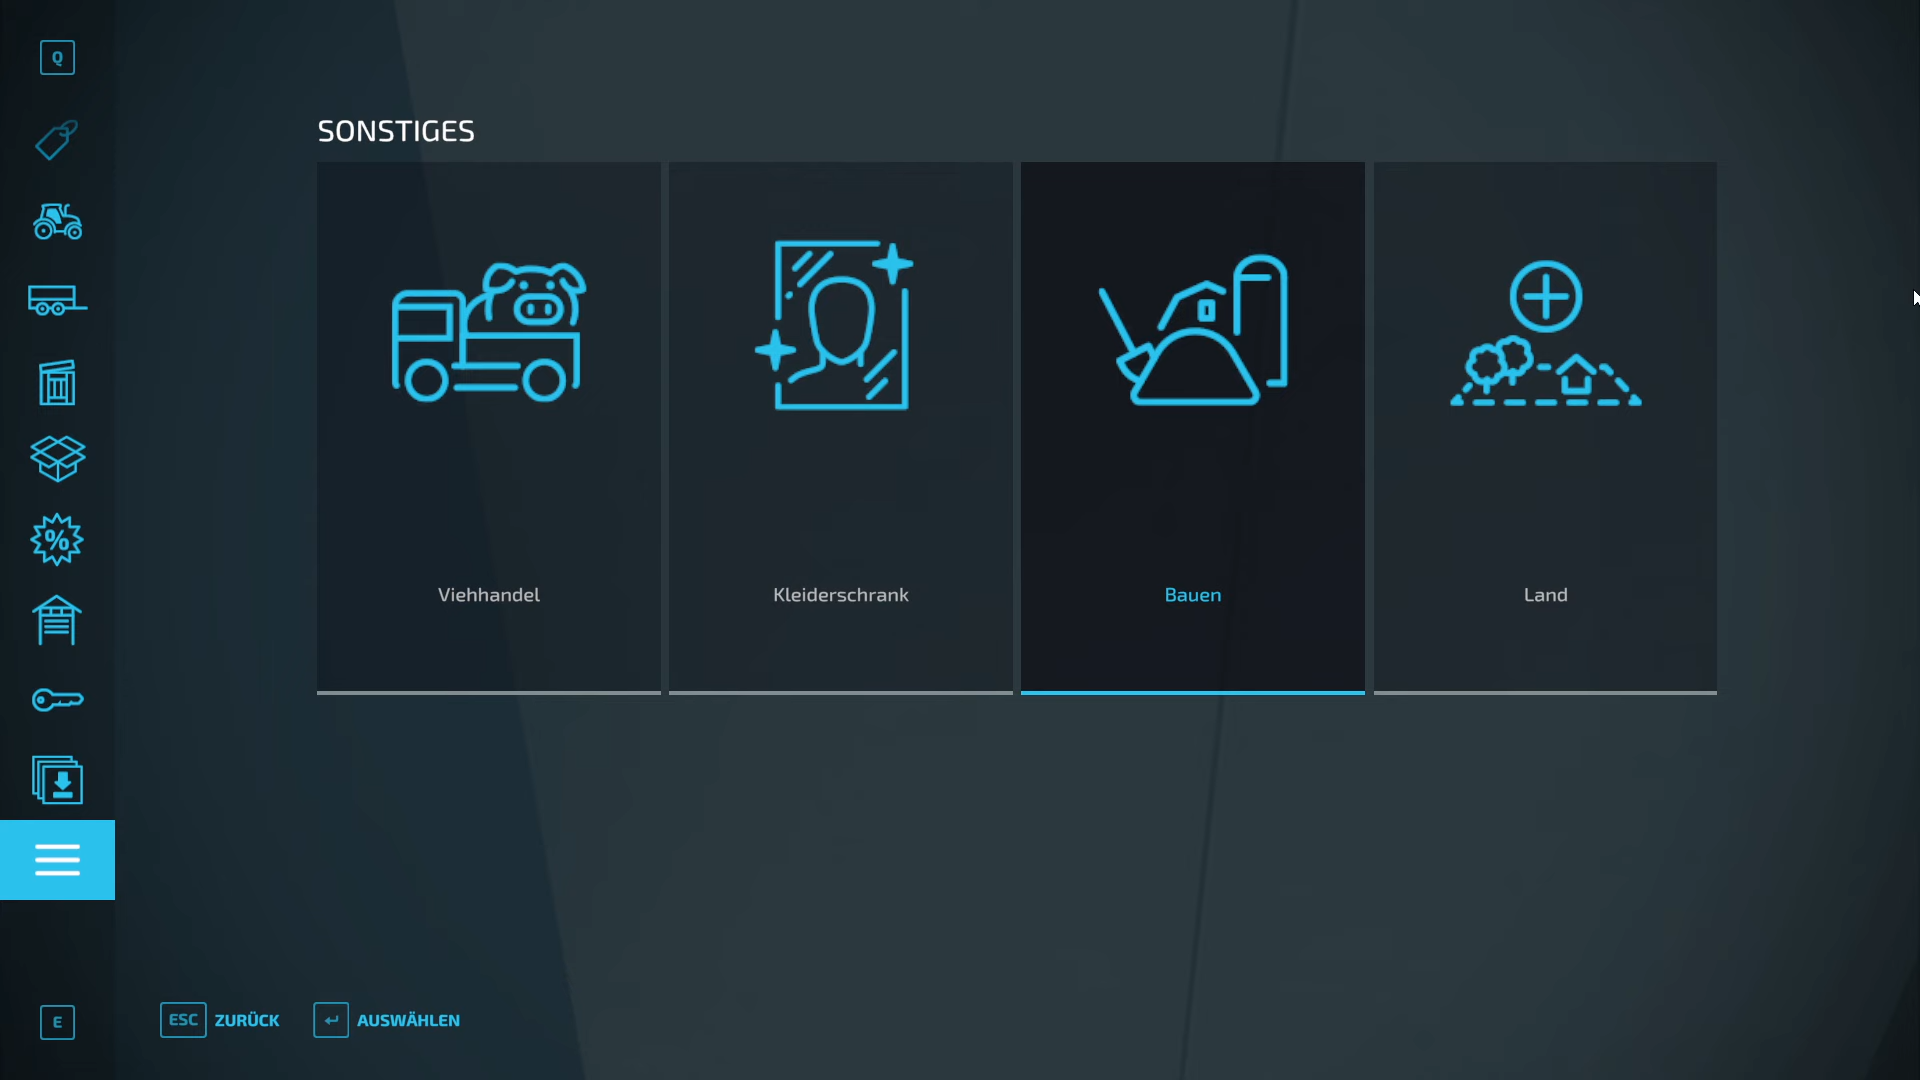 Q
SONSTIGES
%
Viehhandel
Kleiderschrank
Bauen
Land
E
ESC ZURÜCK
AUSWÄHLEN